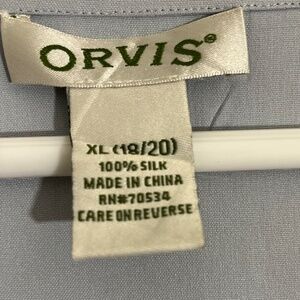 ORVIS®
XL (18/20)
100% SILK
MADE IN CHINA
RN#70534
CARE ON REVERSE